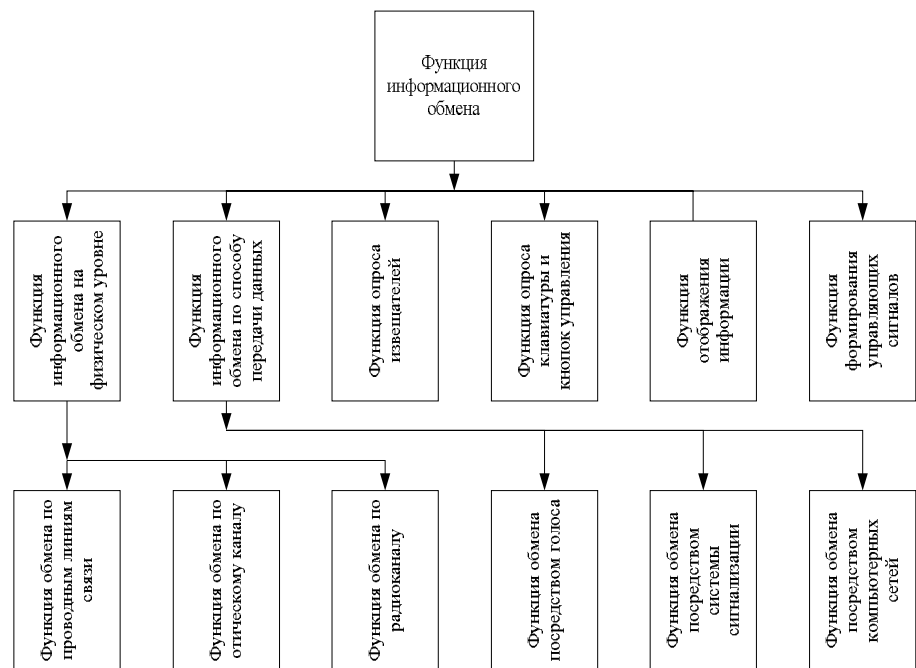 Функция
информационного
обмена
Функция
информационного
обмена на
физическом уровне
Функция
информационного
обмена по способу
передачи данных
Функция опроса
извещателей
Функция опроса
клавиатуры и
кнопок управления
Функция
отображения
информации
Функция
формирования
управляющих
сигналов
Функция обмена по
проводным линиям
связи
Функция обмена по
отическому каналу
Функция обмена по
радиоканалу
Функция обмена
посредством голоса
Функция обмена
посредством
системы
сигнализации
Функция обмена
посредством
компьютерных
сетей